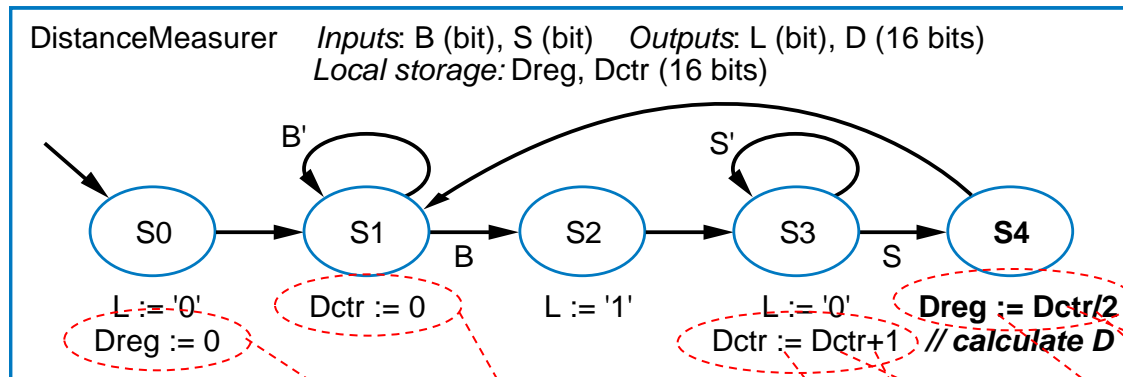 DistanceMeasurer Inputs: B (bit), S (bit) Outputs: L (bit), D (16 bits)
Local storage: Dreg, Dctr (16 bits)
B'
S'
S0
S1
S2
S3
S4
B
S
L := '0'
Dctr := 0
L := '1'
L := '0'
Dreg := Dctr/2
Dreg := 0
Dctr := Dctr+1
// calculate D